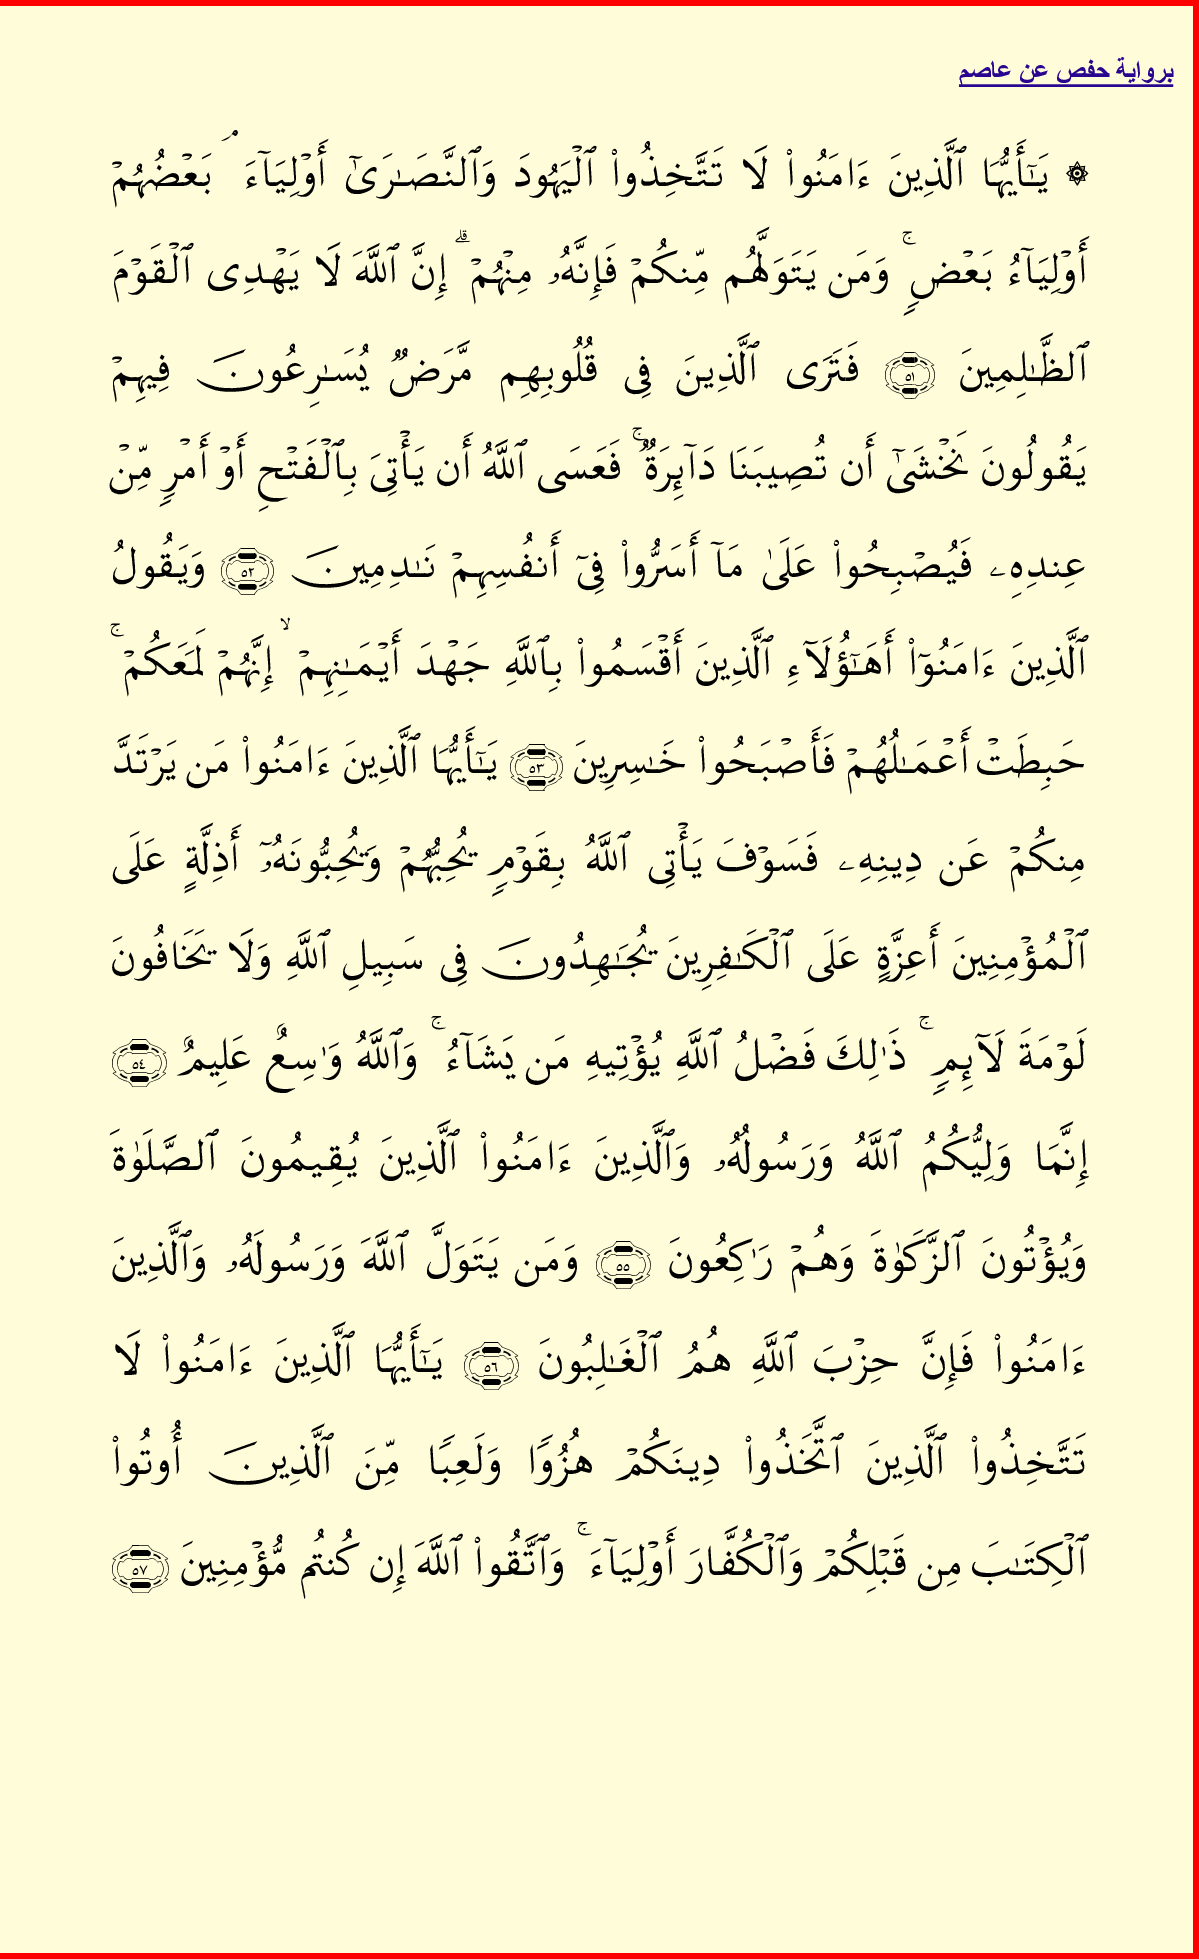 برواية حفص عن عاصم
۞ يَـٰٓأَيُّهَا ٱلَّذِينَ ءَامَنُوا۟ لَا تَتَّخِذُوا۟ ٱلْيَهُودَ وَٱلنَّصَـٰرَىٰٓ أَوْلِيَآءَ ۘ بَعْضُهُمْ
أَوْلِيَآءُ بَعْضٍ ۚ وَمَن يَتَوَلَّهُم مِّنكُمْ فَإِنَّهُۥ مِنْهُمْ ۗ إِنَّ ٱللَّهَ لَا يَهْدِى ٱلْقَوْمَ
ٱلظَّـٰلِمِينَ ٥١ فَتَرَى ٱلَّذِينَ فِى قُلُوبِهِم مَّرَضٌ يُسَـٰرِعُونَ فِيهِمْ
يَقُولُونَ نَخْشَىٰٓ أَن تُصِيبَنَا دَآئِرَةٌ ۚ فَعَسَى ٱللَّهُ أَن يَأْتِىَ بِٱلْفَتْحِ أَوْ أَمْرٍ مِّنْ
عِندِهِۦ فَيُصْبِحُوا۟ عَلَىٰ مَآ أَسَرُّوا۟ فِىٓ أَنفُسِهِمْ نَـٰدِمِينَ ٥٢ وَيَقُولُ
ٱلَّذِينَ ءَامَنُوٓا۟ أَهَـٰٓؤُلَآءِ ٱلَّذِينَ أَقْسَمُوا۟ بِٱللَّهِ جَهْدَ أَيْمَـٰنِهِمْ ۙ إِنَّهُمْ لَمَعَكُمْ ۚ
حَبِطَتْ أَعْمَـٰلُهُمْ فَأَصْبَحُوا۟ خَـٰسِرِينَ ٥٣ يَـٰٓأَيُّهَا ٱلَّذِينَ ءَامَنُوا۟ مَن يَرْتَدَّ
مِنكُمْ عَن دِينِهِۦ فَسَوْفَ يَأْتِى ٱللَّهُ بِقَوْمٍ يُحِبُّهُمْ وَيُحِبُّونَهُۥٓ أَذِلَّةٍ عَلَى
ٱلْمُؤْمِنِينَ أَعِزَّةٍ عَلَى ٱلْكَـٰفِرِينَ يُجَـٰهِدُونَ فِى سَبِيلِ ٱللَّهِ وَلَا يَخَافُونَ
لَوْمَةَ لَآئِمٍ ۚ ذَٰلِكَ فَضْلُ ٱللَّهِ يُؤْتِيهِ مَن يَشَآءُ ۚ وَٱللَّهُ وَٰسِعٌ عَلِيمٌ ٥٤
إِنَّمَا وَلِيُّكُمُ ٱللَّهُ وَرَسُولُهُۥ وَٱلَّذِينَ ءَامَنُوا۟ ٱلَّذِينَ يُقِيمُونَ ٱلصَّلَوٰةَ
وَيُؤْتُونَ ٱلزَّكَوٰةَ وَهُمْ رَٰكِعُونَ ٥٥ وَمَن يَتَوَلَّ ٱللَّهَ وَرَسُولَهُۥ وَٱلَّذِينَ
ءَامَنُوا۟ فَإِنَّ حِزْبَ ٱللَّهِ هُمُ ٱلْغَـٰلِبُونَ ٥٦ يَـٰٓأَيُّهَا ٱلَّذِينَ ءَامَنُوا۟ لَا
تَتَّخِذُوا۟ ٱلَّذِينَ ٱتَّخَذُوا۟ دِينَكُمْ هُزُوًا وَلَعِبًا مِّنَ ٱلَّذِينَ أُوتُوا۟
ٱلْكِتَـٰبَ مِن قَبْلِكُمْ وَٱلْكُفَّارَ أَوْلِيَآءَ ۚ وَٱتَّقُوا۟ ٱللَّهَ إِن كُنتُم مُّؤْمِنِينَ ٥٧